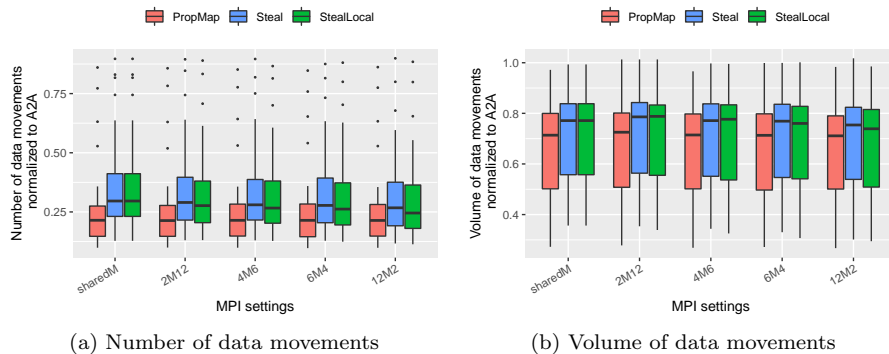 PropMap Steal StealLocal
Number of data movements
normalized to A2A
0.75
0.50
0.25
sharedM
2M12
4M6
6M4
12M2
MPI settings
(a) Number of data movements
PropMap Steal StealLocal
Volume of data movements
normalized to A2A
1.0
0.8
0.6
0.4
sharedM
2M12
4M6
6M4
12M2
MPI settings
(b) Volume of data movements